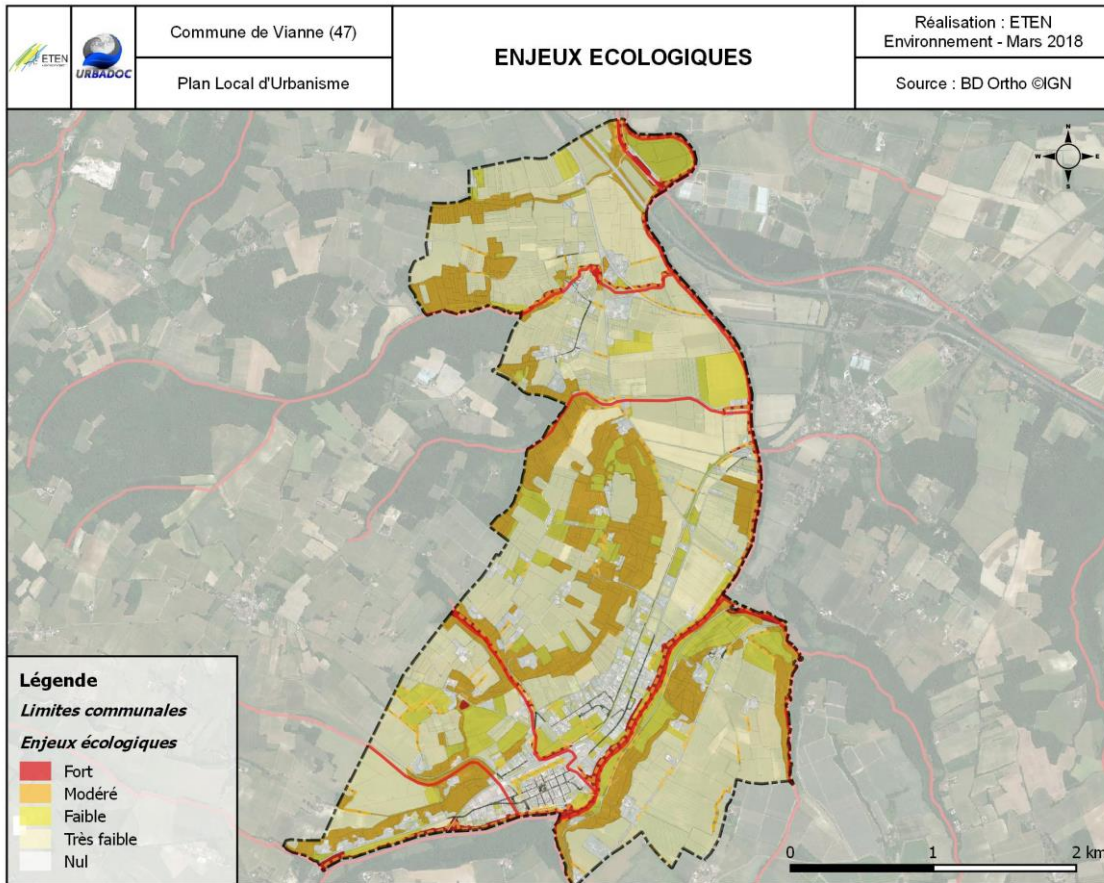 ETEN
URBADOC
Commune de Vianne (47)
Plan Local d'Urbanisme
ENJEUX ECOLOGIQUES
Réalisation : ETEN
Environnement - Mars 2018
Source : BD Ortho ©IGN
N
W E
S
Légende
Limites communales
Enjeux écologiques
Fort
Modéré
Faible
Très faible
Nul
0 1 2 km